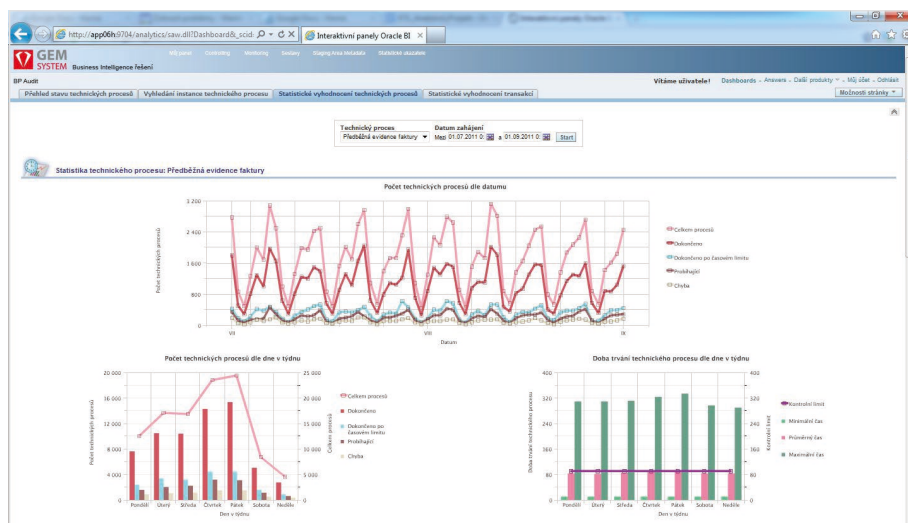 http://app06h:9704/analytics/saw.dll?Dashboard&_scid:
Interaktivní panely Oracle BI
GEM
SYSTEM Business Intelligence řešení
Můj panel Controlling Monitoring Sestavy Staging Area Metadata Statistické ukazatele
BP Audit
Vítáme uživatele! Dashboards - Answers - Další produkty - Můj účet - Odhlásit
Přehled stavu technických procesů Vyhledání instance technického procesu Statistické vyhodnocení technických procesů Statistické vyhodnocení transakcí Možnosti stránky
Technický proces Datum zahájení
Předběžná evidence faktury Mezi 01.07.2011 0: a 01.09.2011 0: Start
Statistika technického procesu: Předběžná evidence faktury
Počet technických procesů dle datumu
Počet technických procesů
3 200
2 400
1 600
800
0
VII VIII IX
Datum
Celkem procesů
Dokončeno
Dokončeno po časovém limitu
Probíhající
Chyba
Počet technických procesů dle dne v týdnu
Počet technických procesů
20 000
16 000
12 000
8 000
4 000
0
25 000
20 000
15 000
10 000
5 000
0
Celkem procesů
Pondělí Úterý Středa Čtvrtek Pátek Sobota Neděle
Den v týdnu
Celkem procesů
Dokončeno
Dokončeno po
časovém limitu
Probíhající
Chyba
Doba trvání technického procesu dle dne v týdnu
Doba trvání technického procesu
400
320
240
160
80
0
400
320
240
160
80
0
Kontrolní limit
Pondělí Úterý Středa Čtvrtek Pátek Sobota Neděle
Den v týdnu
Kontrolní limit
Minimální čas
Průměrný čas
Maximální čas